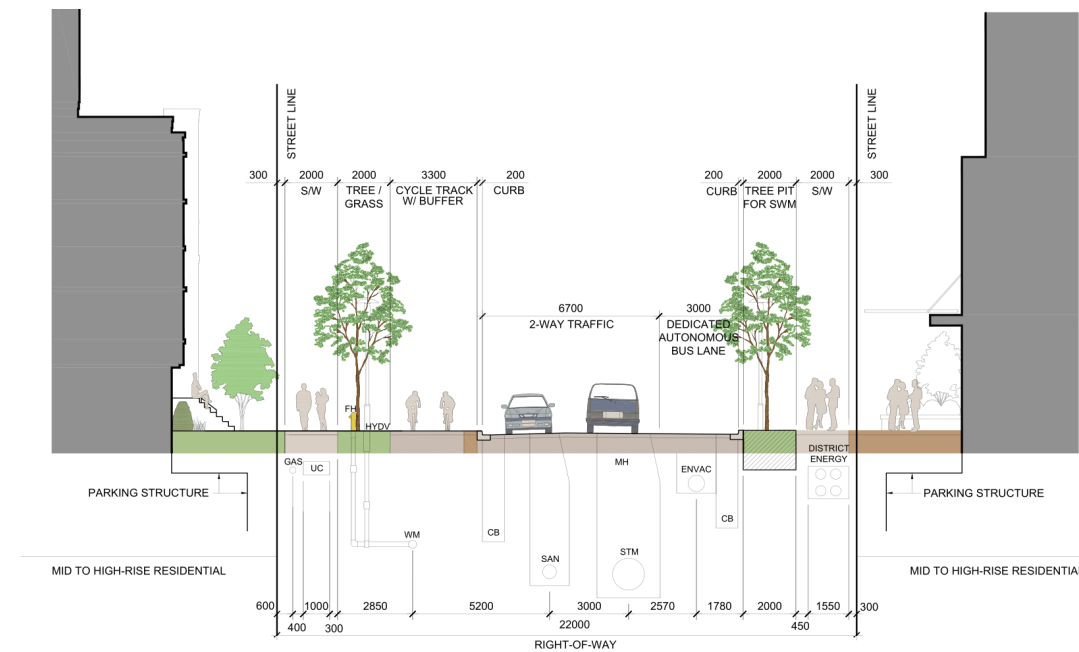 STREET LINE
STREET LINE
300
2000
2000
3300
200
200
2000
2000
300
S/W
TREE /
GRASS
CYCLE TRACK
W/ BUFFER
CURB
CURB
TREE PIT
FOR SWM
S/W
6700
3000
2-WAY TRAFFIC
DEDICATED
AUTONOMOUS
BUS LANE
FH
HYDV
GAS
UC
MH
ENVAC
DISTRICT
ENERGY
PARKING STRUCTURE
PARKING STRUCTURE
WM
CB
CB
SAN
STM
MID TO HIGH-RISE RESIDENTIAL
MID TO HIGH-RISE RESIDENTIAL
600
1000
2850
5200
3000
2570
1780
2000
1550
300
400
300
22000
450
RIGHT-OF-WAY